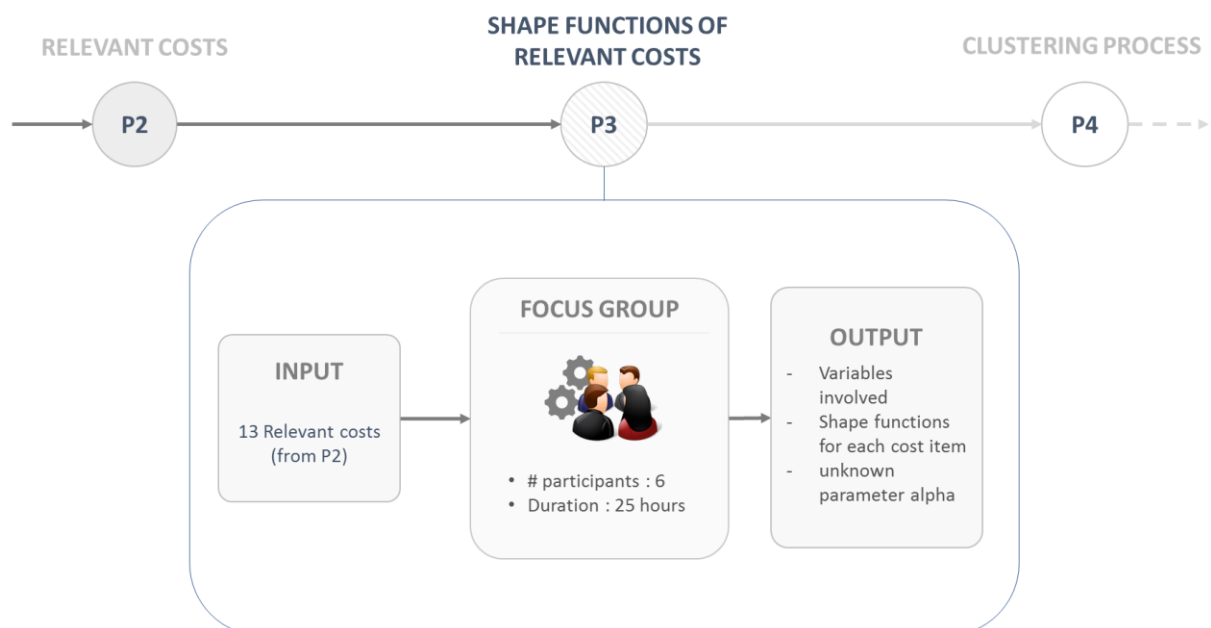 RELEVANT COSTS
SHAPE FUNCTIONS OF
RELEVANT COSTS
CLUSTERING PROCESS
P2
P3
P4
INPUT
13 Relevant costs
(from P2)
FOCUS GROUP
• # participants : 6
• Duration : 25 hours
OUTPUT
- Variables
involved
- Shape functions
for each cost item
- unknown
parameter alpha